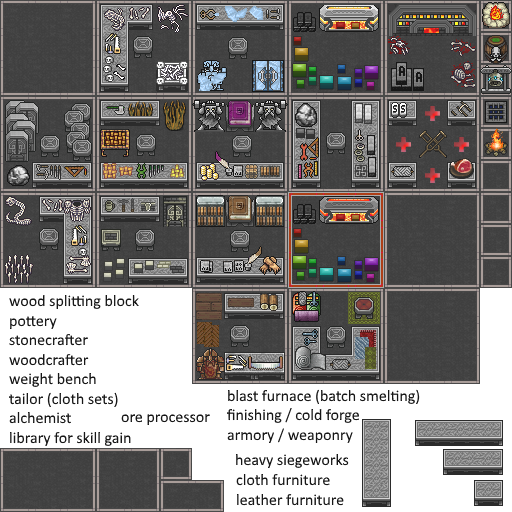 SS
wood splitting block
pottery
stonecrafter
woodcrafter
weight bench
tailor (cloth sets)
alchemist
ore processor
library for skill gain
blast furnace (batch smelting)
finishing / cold forge
armory / weaponry
heavy siegeworks
cloth furniture
leather furniture